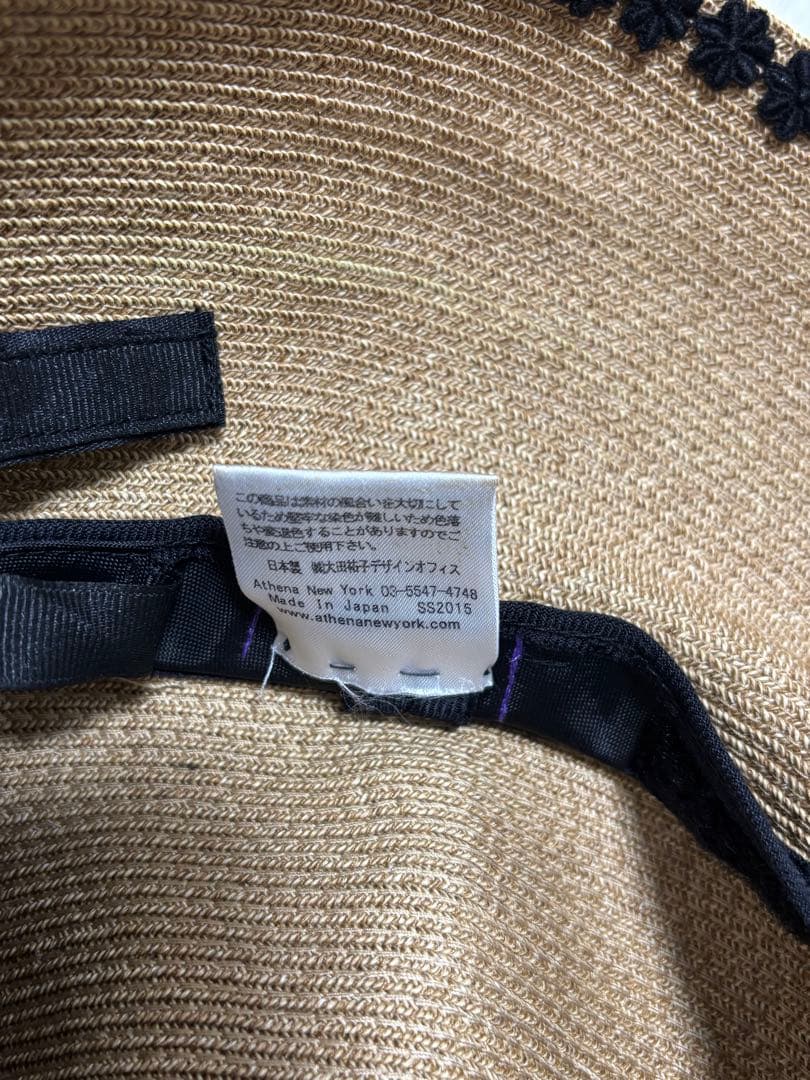 この商品は素材の風合いを大切にして
いるため堅牢な染色が難しいため色落
ちや変退色することがありますのでご
注意の上ご使用下さい。
日本製 ㈱大田祐子デザインオフィス
Athena New York 03-5547-4748
Made In Japan SS2015
www.athenanewyork.com